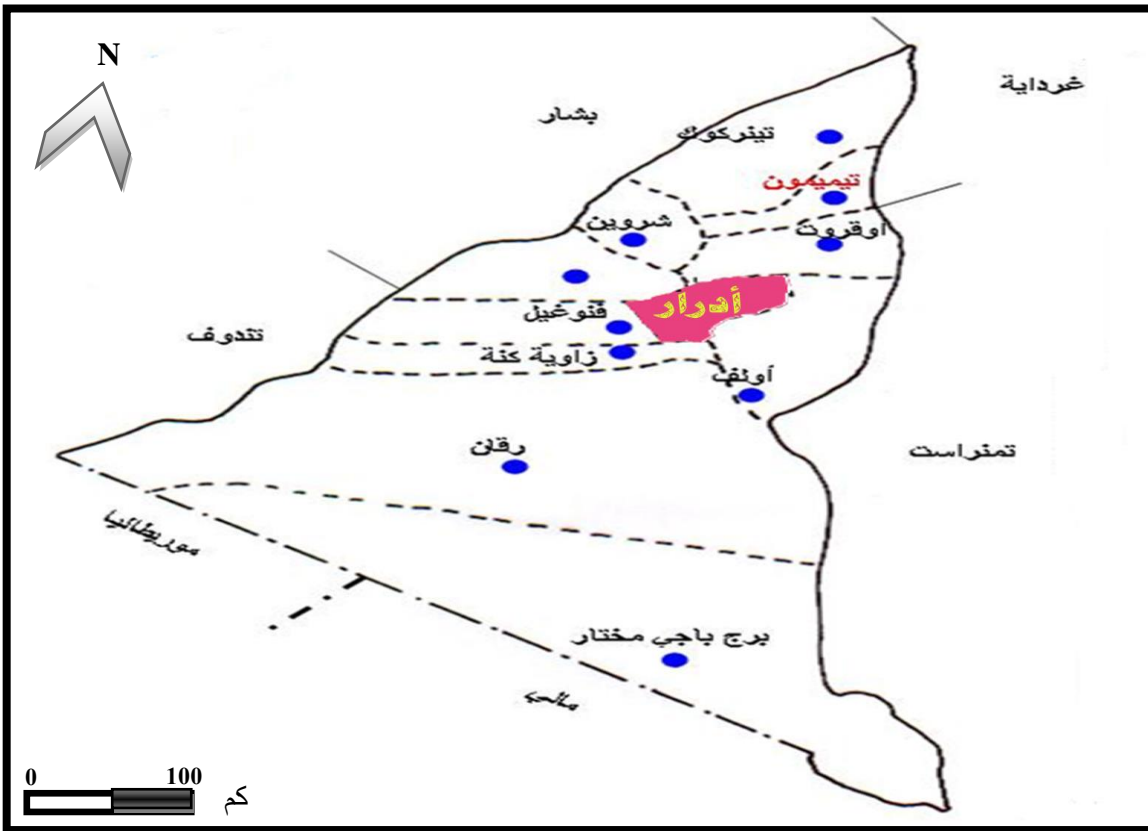 N
غرداية
بشار
تينركوك
تيميمون
شروين
أوقروت
أدرار
فنوغيل
تندوف
زاوية كنة
أولف
رقان
تمنراست
موريطانيا
برج باجي مختار
مالي
0 100
كم